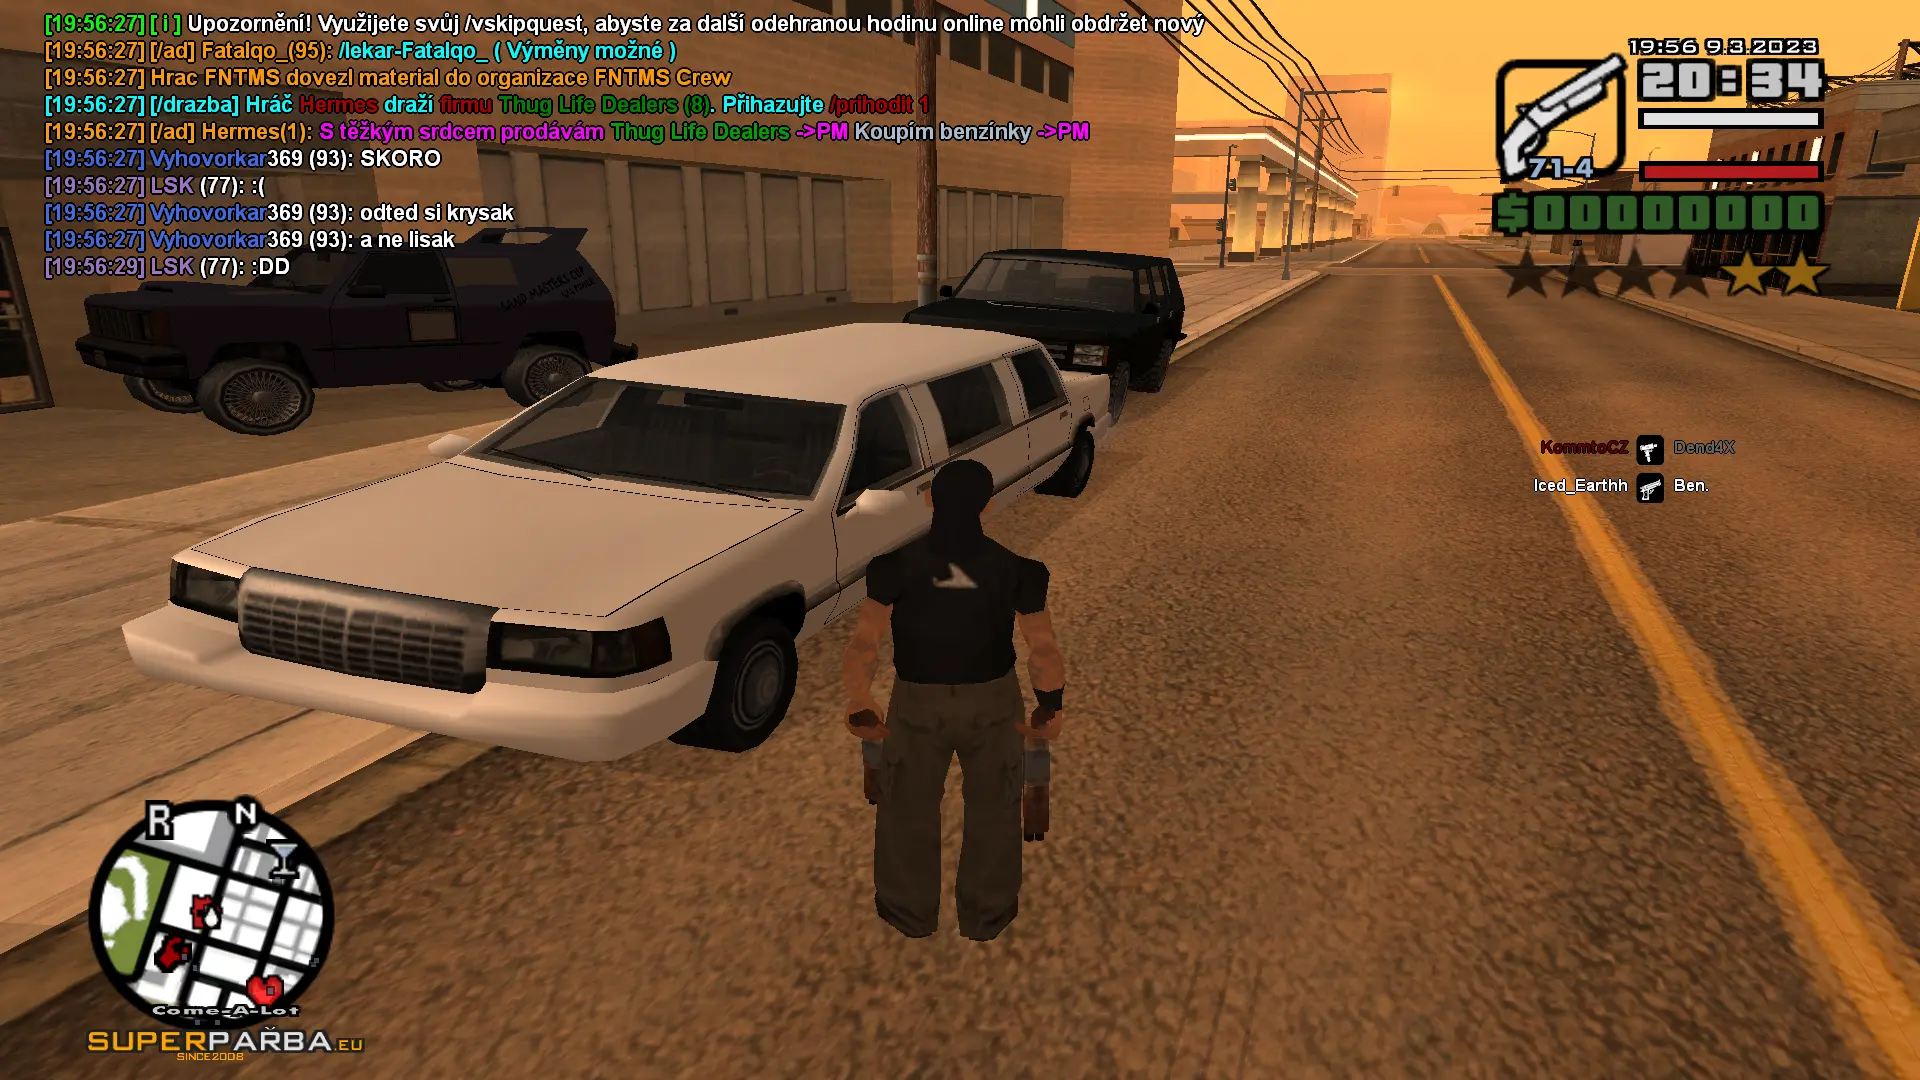 [19:56:27] [ i ] Upozornění! Využijete svůj /vskipquest, abyste za další odehranou hodinu online mohli obdržet nový
[19:56:27] [/ad] Fatalqo_(95): /lekar-Fatalqo_ ( Výměny možné )
[19:56:27] Hrac FNTMS dovezl material do organizace FNTMS Crew
[19:56:27] [/drazba] Hráč Hermes draží firmu Thug Life Dealers (8). Přihazujte /prihodit 1
[19:56:27] [/ad] Hermes(1): S těžkým srdcem prodávám Thug Life Dealers ->PM Koupím benzínky ->PM
[19:56:27] Vyhovorkar369 (93): SKORO
[19:56:27] LSK (77): :(
[19:56:27] Vyhovorkar369 (93): odted si krysak
[19:56:27] Vyhovorkar369 (93): a ne lisak
[19:56:29] LSK (77): :DD
19:56 9.3.2023
20:34
71-4
$000000000
SAND MASTERS COP
KommtoCZ Dend4X
Iced_Earthh Ben.
R
N
Come-A-Lot
SUPERPAŘBA.EU
SINCE2008